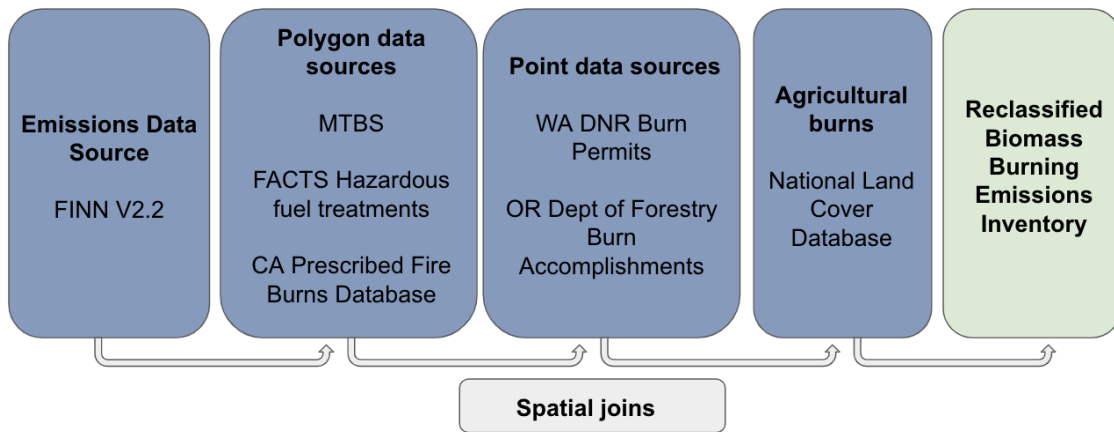 Emissions Data
Source
FINN V2.2
Polygon data
sources
MTBS
FACTS Hazardous
fuel treatments
CA Prescribed Fire
Burns Database
Point data sources
WA DNR Burn
Permits
OR Dept of Forestry
Burn
Accomplishments
Agricultural
burns
National Land
Cover
Database
Reclassified
Biomass
Burning
Emissions
Inventory
Spatial joins